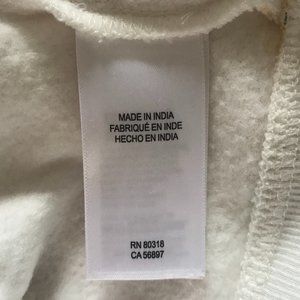 MADE IN INDIA
FABRIQUÉ EN INDE
HECHO EN INDIA
RN 80318
CA 56897